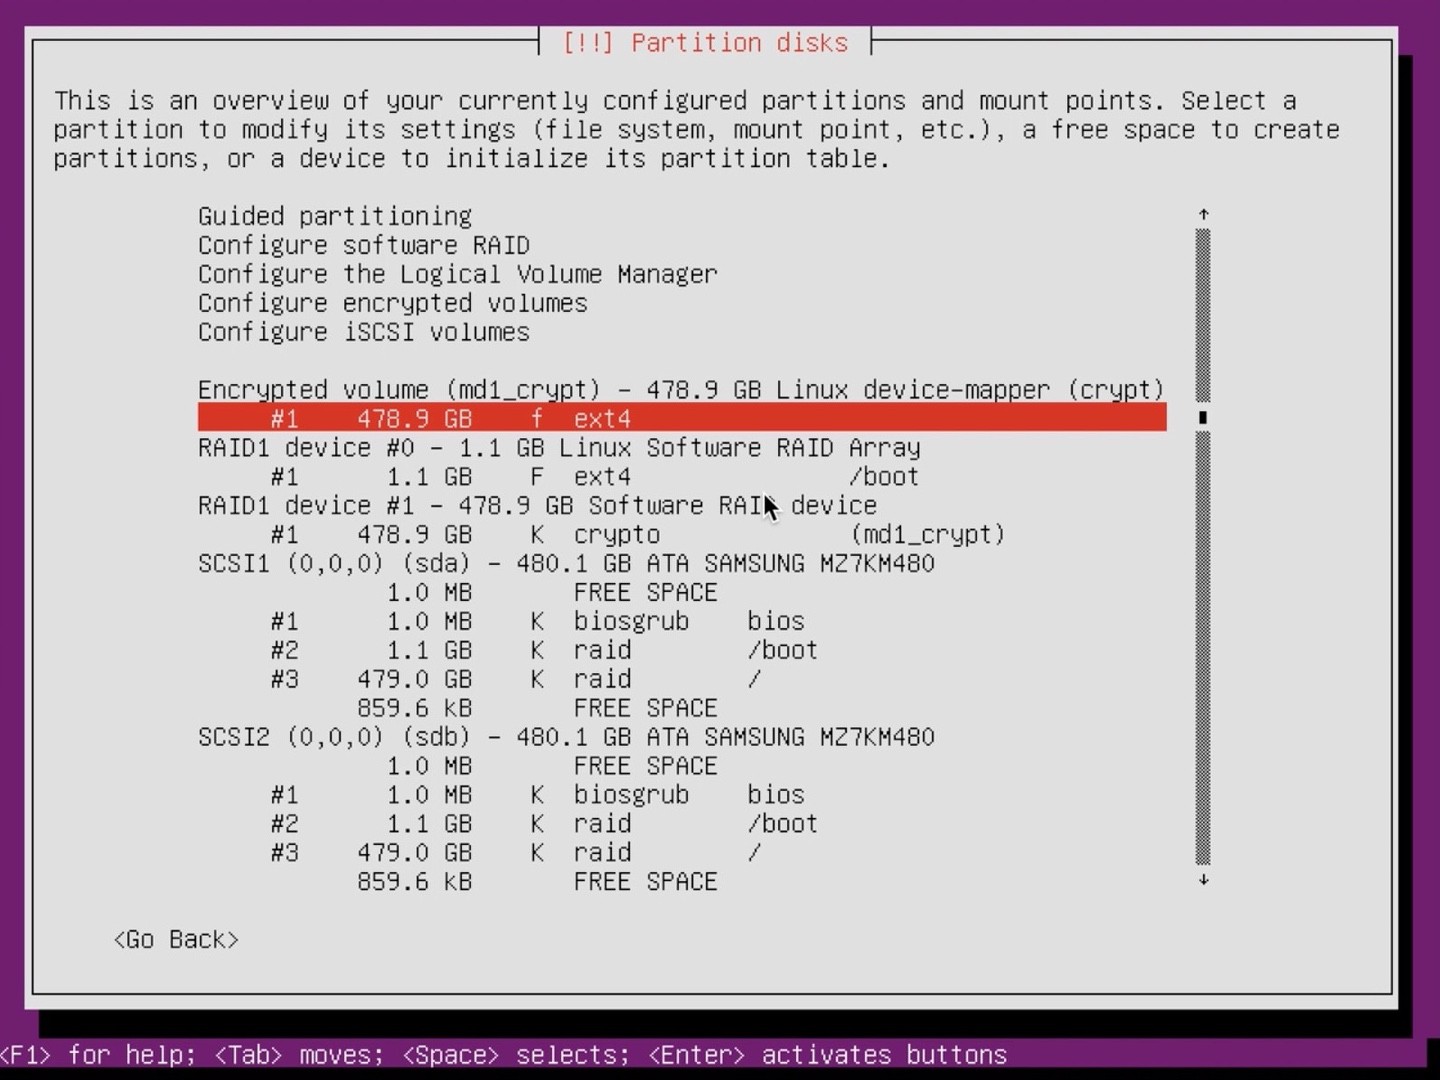 [!!] Partition disks
This is an overview of your currently configured partitions and mount points. Select a
partition to modify its settings (file system, mount point, etc.), a free space to create
partitions, or a device to initialize its partition table.
Guided partitioning
Configure software RAID
Configure the Logical Volume Manager
Configure encrypted volumes
Configure iSCSI volumes
Encrypted volume (md1_crypt) - 478.9 GB Linux device-mapper (crypt)
#1 478.9 GB f ext4
RAID1 device #0 - 1.1 GB Linux Software RAID Array
#1 1.1 GB F ext4 /boot
RAID1 device #1 - 478.9 GB Software RAID device
#1 478.9 GB K crypto (md1_crypt)
SCSI1 (0,0,0) (sda) - 480.1 GB ATA SAMSUNG MZ7KM480
1.0 MB FREE SPACE
#1 1.0 MB K biosgrub bios
#2 1.1 GB K raid /boot
#3 479.0 GB K raid /
859.6 kB FREE SPACE
SCSI2 (0,0,0) (sdb) - 480.1 GB ATA SAMSUNG MZ7KM480
1.0 MB FREE SPACE
#1 1.0 MB K biosgrub bios
#2 1.1 GB K raid /boot
#3 479.0 GB K raid /
859.6 kB FREE SPACE
<Go Back>
<F1> for help; <Tab> moves; <Space> selects; <Enter> activates buttons